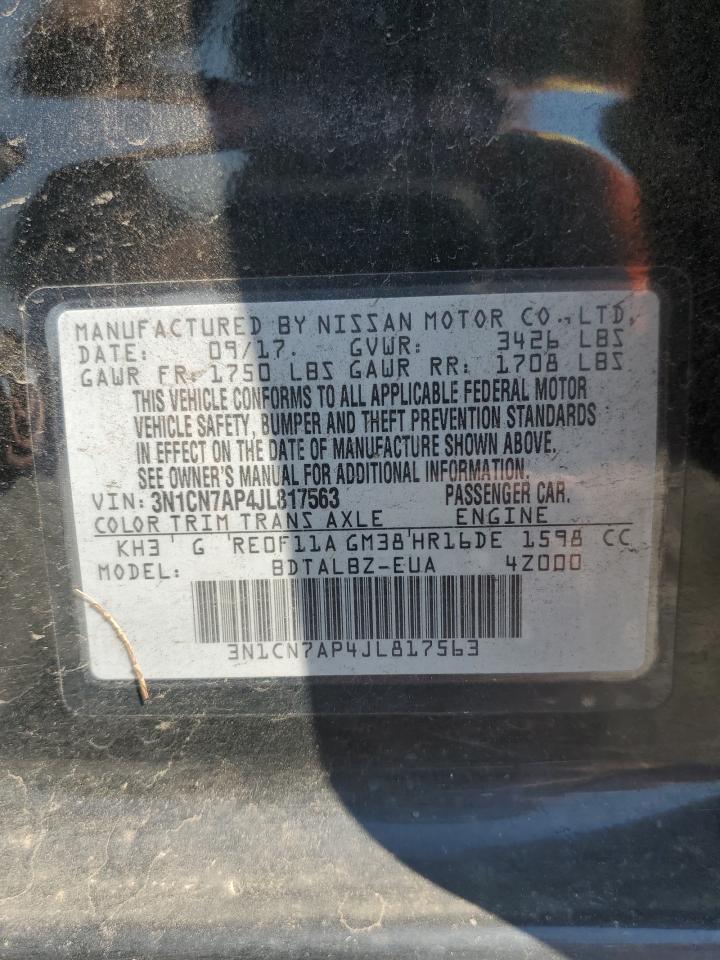 MANUFACTURED BY NISSAN MOTOR CO., LTD.
DATE: 09/17. GVWR: 3426 LBS
GAWR FR: 1750 LBS GAWR RR: 1708 LBS
THIS VEHICLE CONFORMS TO ALL APPLICABLE FEDERAL MOTOR
VEHICLE SAFETY, BUMPER AND THEFT PREVENTION STANDARDS
IN EFFECT ON THE DATE OF MANUFACTURE SHOWN ABOVE.
SEE OWNER'S MANUAL FOR ADDITIONAL INFORMATION.
VIN: 3N1CN7AP4JL817563 PASSENGER CAR.
COLOR TRIM TRANS AXLE ENGINE
KH3 ' G RE0F11A GM38 ' HR16DE 1598 CC
MODEL: BDTALBZ-EUA 4Z000
3N1CN7AP4JL817563